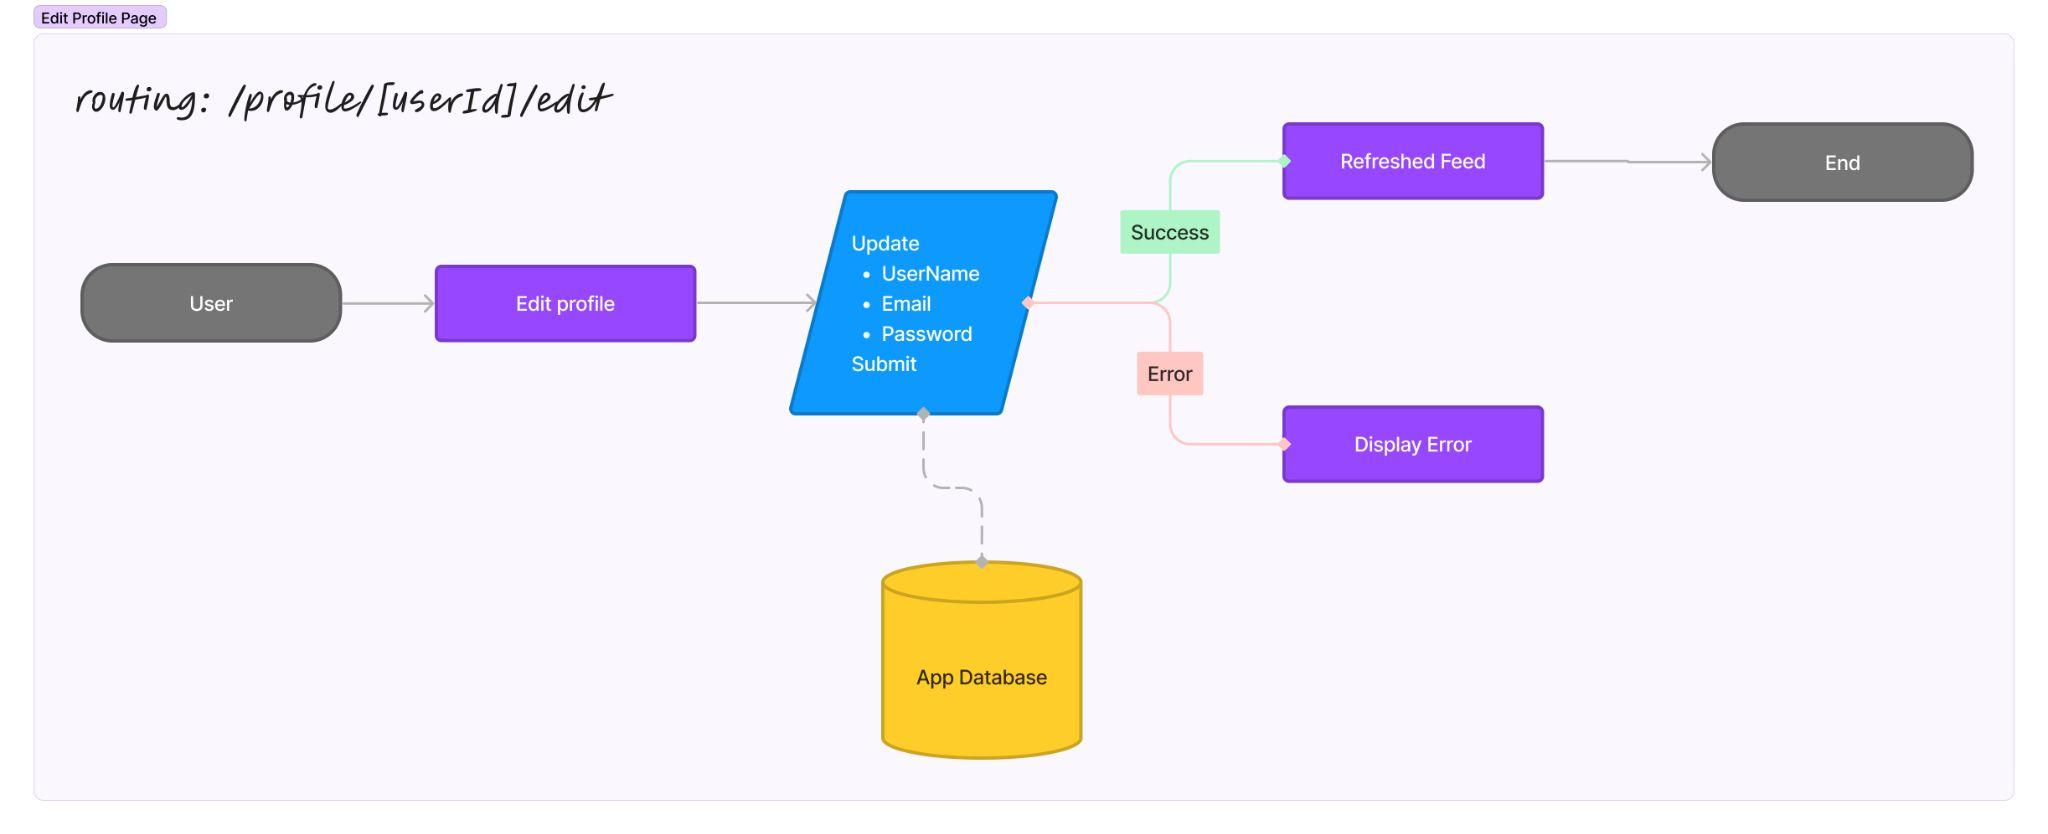 Edit Profile Page
routing: /profile/[userId]/edit
User
Edit profile
Update
• UserName
• Email
• Password
Submit
Success
Error
Refreshed Feed
End
Display Error
App Database